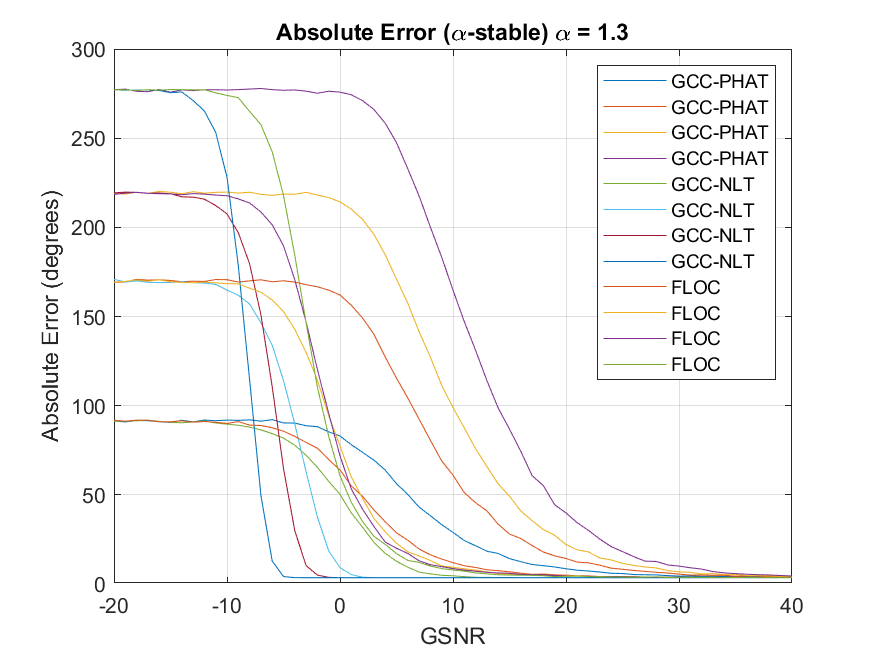 Absolute Error (α-stable) α = 1.3
Absolute Error (degrees)
300
250
200
150
100
50
0
-20
-10
0
10
20
30
40
GSNR
GCC-PHAT
GCC-PHAT
GCC-PHAT
GCC-PHAT
GCC-NLT
GCC-NLT
GCC-NLT
GCC-NLT
FLOC
FLOC
FLOC
FLOC